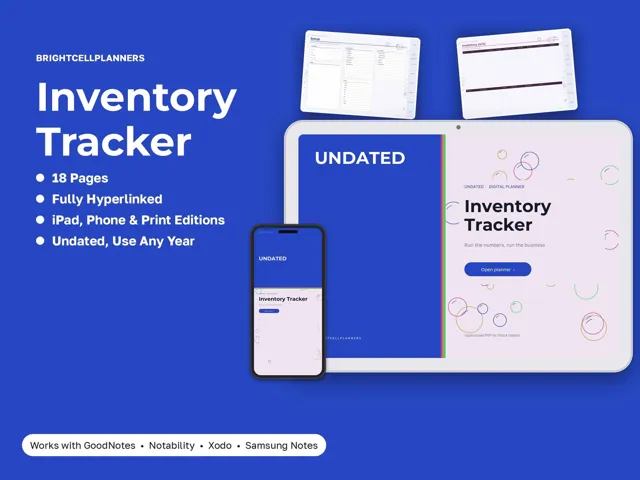 BRIGHTCELLPLANNERS
Inventory
Tracker
18 Pages
Fully Hyperlinked
iPad, Phone & Print Editions
Undated, Use Any Year
UNDATED
UNDATED · DIGITAL PLANNER
Inventory
Tracker
Run the numbers, run the business
Open planner →
UNDATED
Inventory Tracker
Works with GoodNotes • Notability • Xodo • Samsung Notes